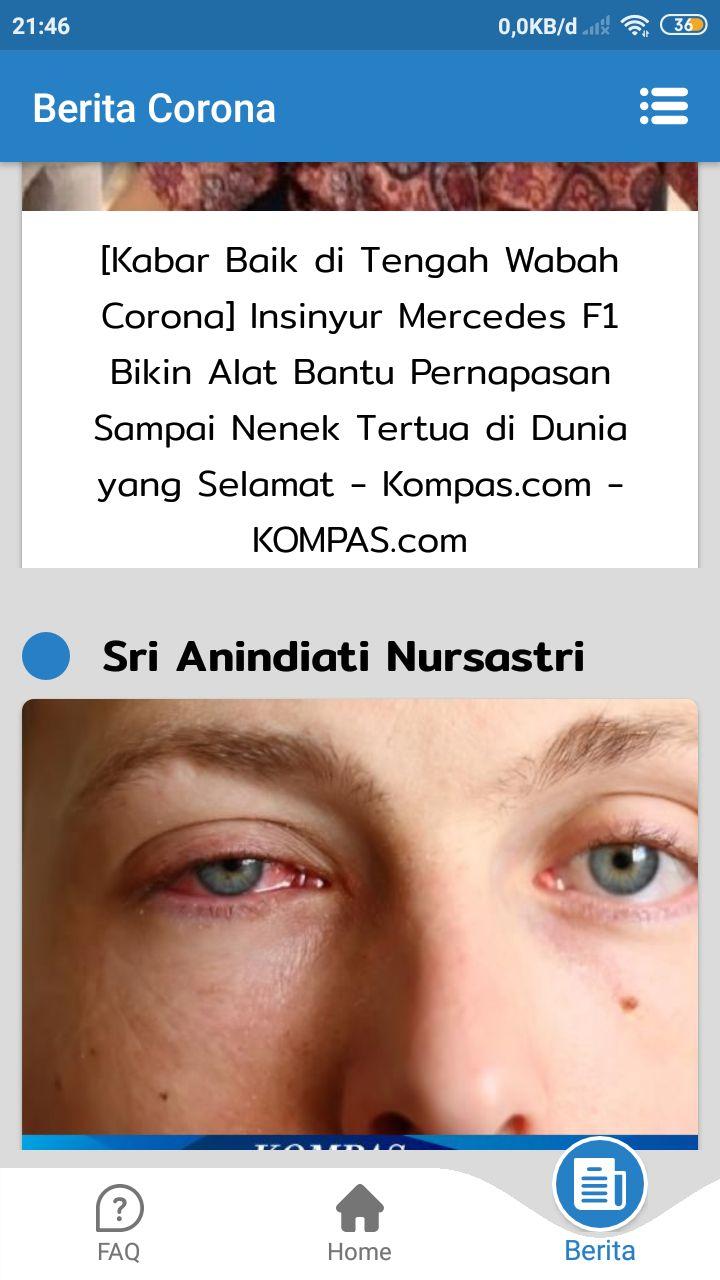 21:46 0,0KB/d 36
Berita Corona
[Kabar Baik di Tengah Wabah
Corona] Insinyur Mercedes F1
Bikin Alat Bantu Pernapasan
Sampai Nenek Tertua di Dunia
yang Selamat - Kompas.com -
KOMPAS.com
Sri Anindiati Nursastri
KOMPAS
?
FAQ Home Berita